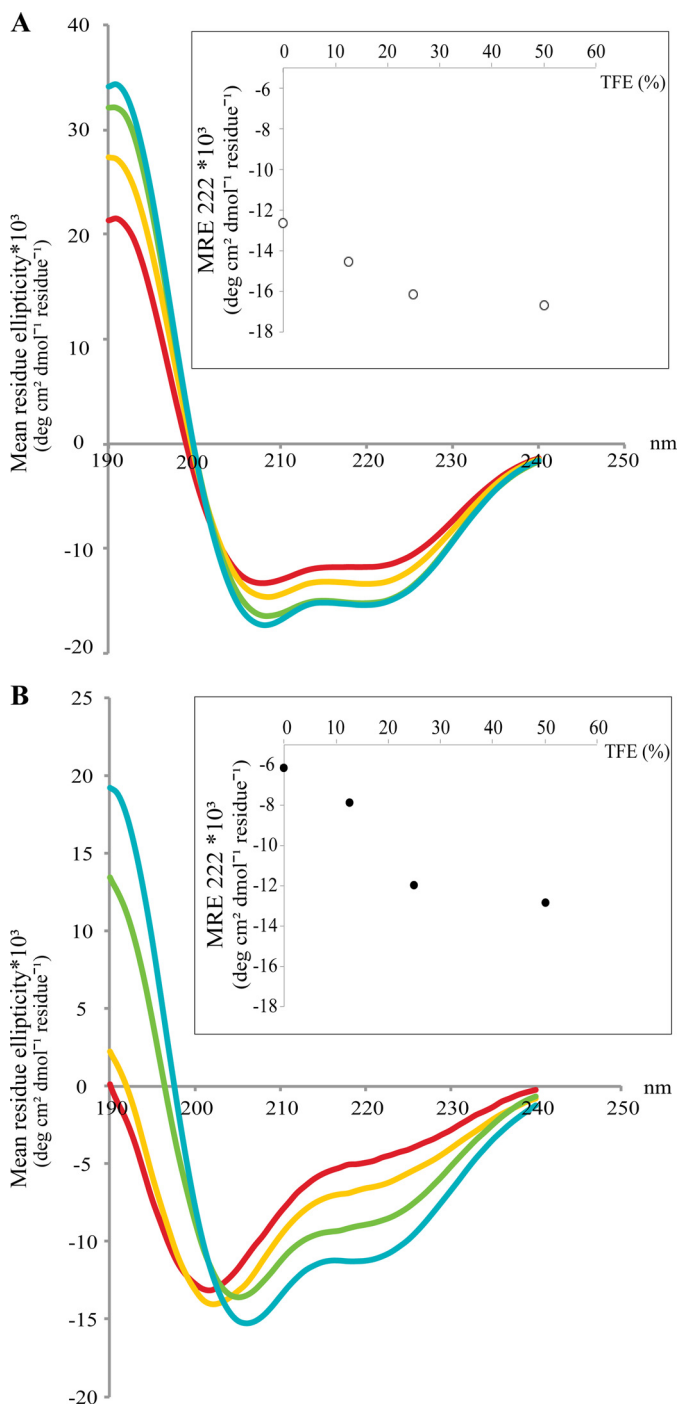 A
40
30
20
10
0
-10
-20
190
200
210
220
230
240
250
nm
Mean residue ellipticity*10³
(deg cm² dmol⁻¹ residue⁻¹)
0 10 20 30 40 50 60
TFE (%)
-6
-8
-10
-12
-14
-16
-18
MRE 222 *10³
(deg cm² dmol⁻¹ residue⁻¹)
B
25
20
15
10
5
0
-5
-10
-15
-20
190
200
210
220
230
240
250
nm
Mean residue ellipticity*10³
(deg cm² dmol⁻¹ residue⁻¹)
0 10 20 30 40 50 60
TFE (%)
-6
-8
-10
-12
-14
-16
-18
MRE 222 *10³
(deg cm² dmol⁻¹ residue⁻¹)